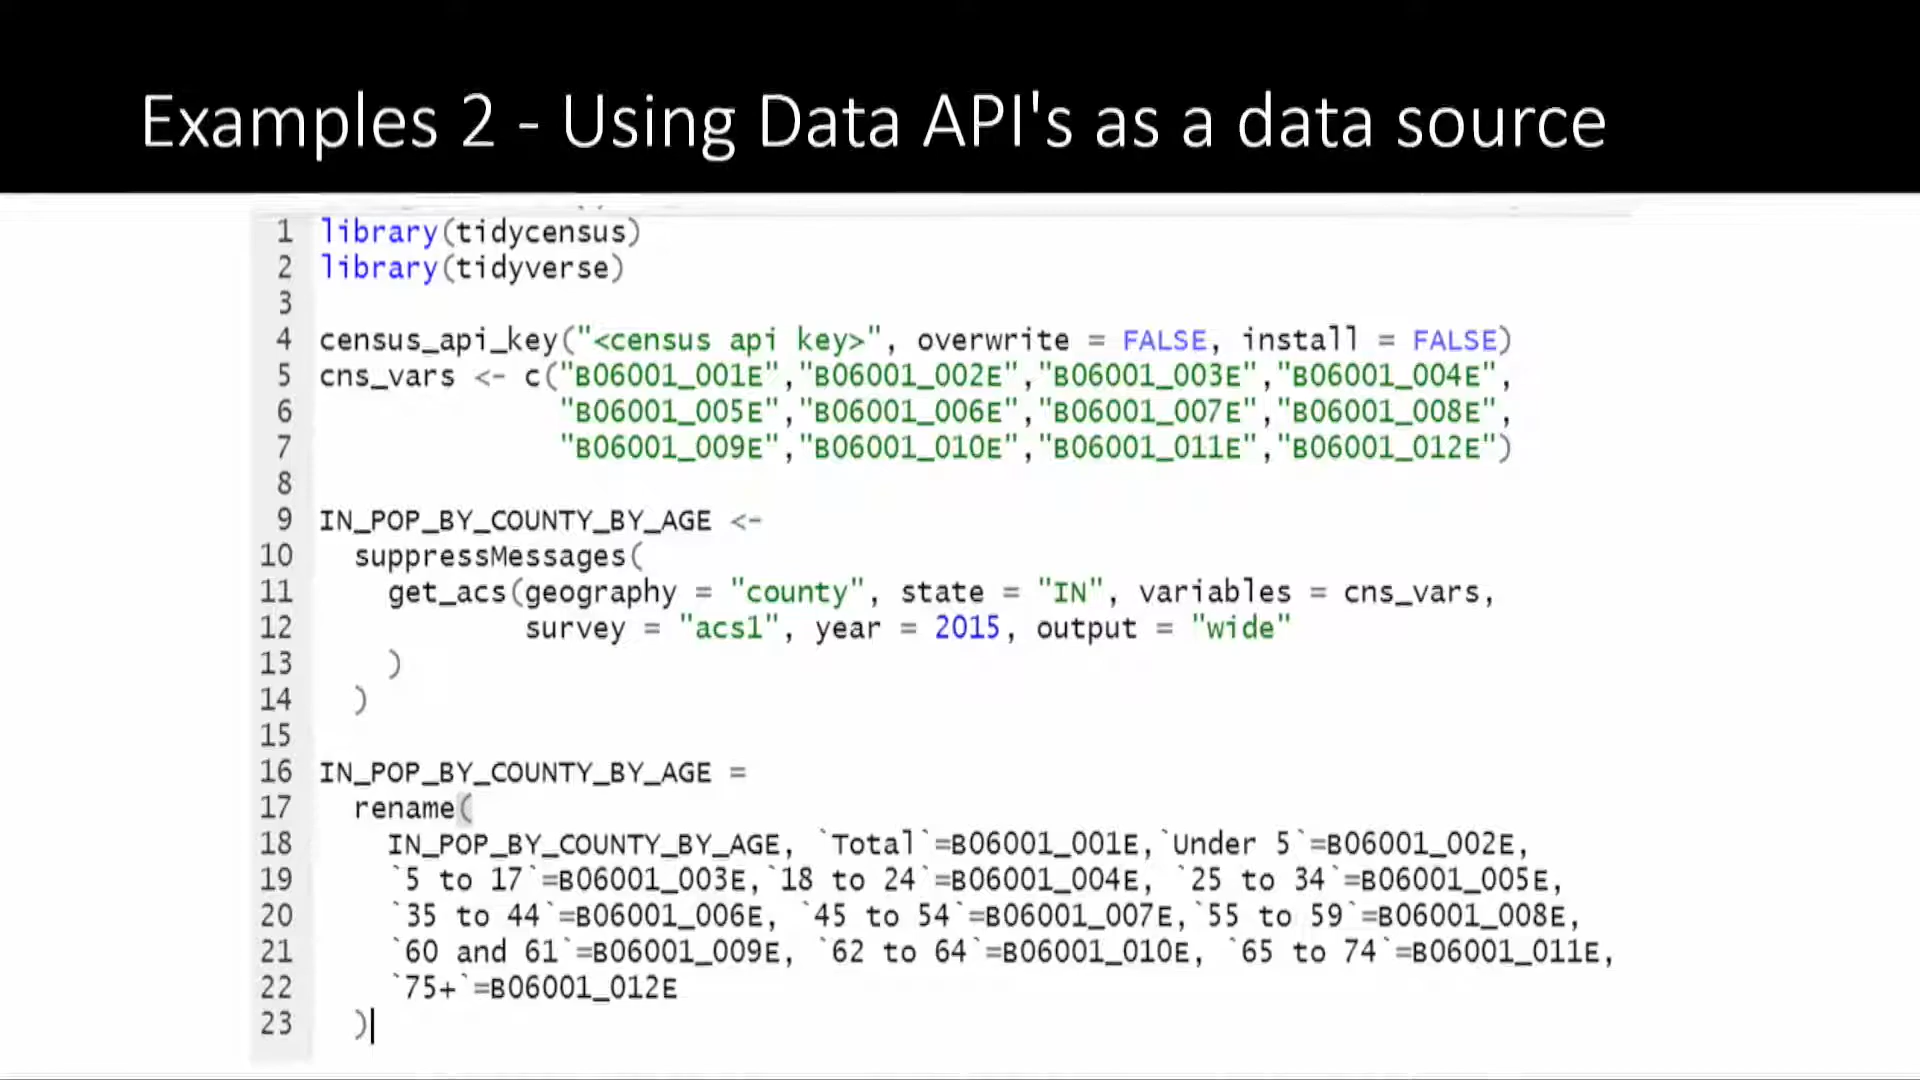 Examples 2 - Using Data API's as a data source
1 library(tidycensus)
2 library(tidyverse)
3
4 census_api_key("<census api key>", overwrite = FALSE, install = FALSE)
5 cns_vars <- c("B06001_001E","B06001_002E","B06001_003E","B06001_004E",
6 "B06001_005E","B06001_006E","B06001_007E","B06001_008E",
7 "B06001_009E","B06001_010E","B06001_011E","B06001_012E")
8
9 IN_POP_BY_COUNTY_BY_AGE <-
10 suppressMessages(
11 get_acs(geography = "county", state = "IN", variables = cns_vars,
12 survey = "acs1", year = 2015, output = "wide"
13 )
14 )
15
16 IN_POP_BY_COUNTY_BY_AGE =
17 rename(
18 IN_POP_BY_COUNTY_BY_AGE, `Total`=B06001_001E,`Under 5`=B06001_002E,
19 `5 to 17`=B06001_003E,`18 to 24`=B06001_004E, `25 to 34`=B06001_005E,
20 `35 to 44`=B06001_006E, `45 to 54`=B06001_007E,`55 to 59`=B06001_008E,
21 `60 and 61`=B06001_009E, `62 to 64`=B06001_010E, `65 to 74`=B06001_011E,
22 `75+`=B06001_012E
23 )